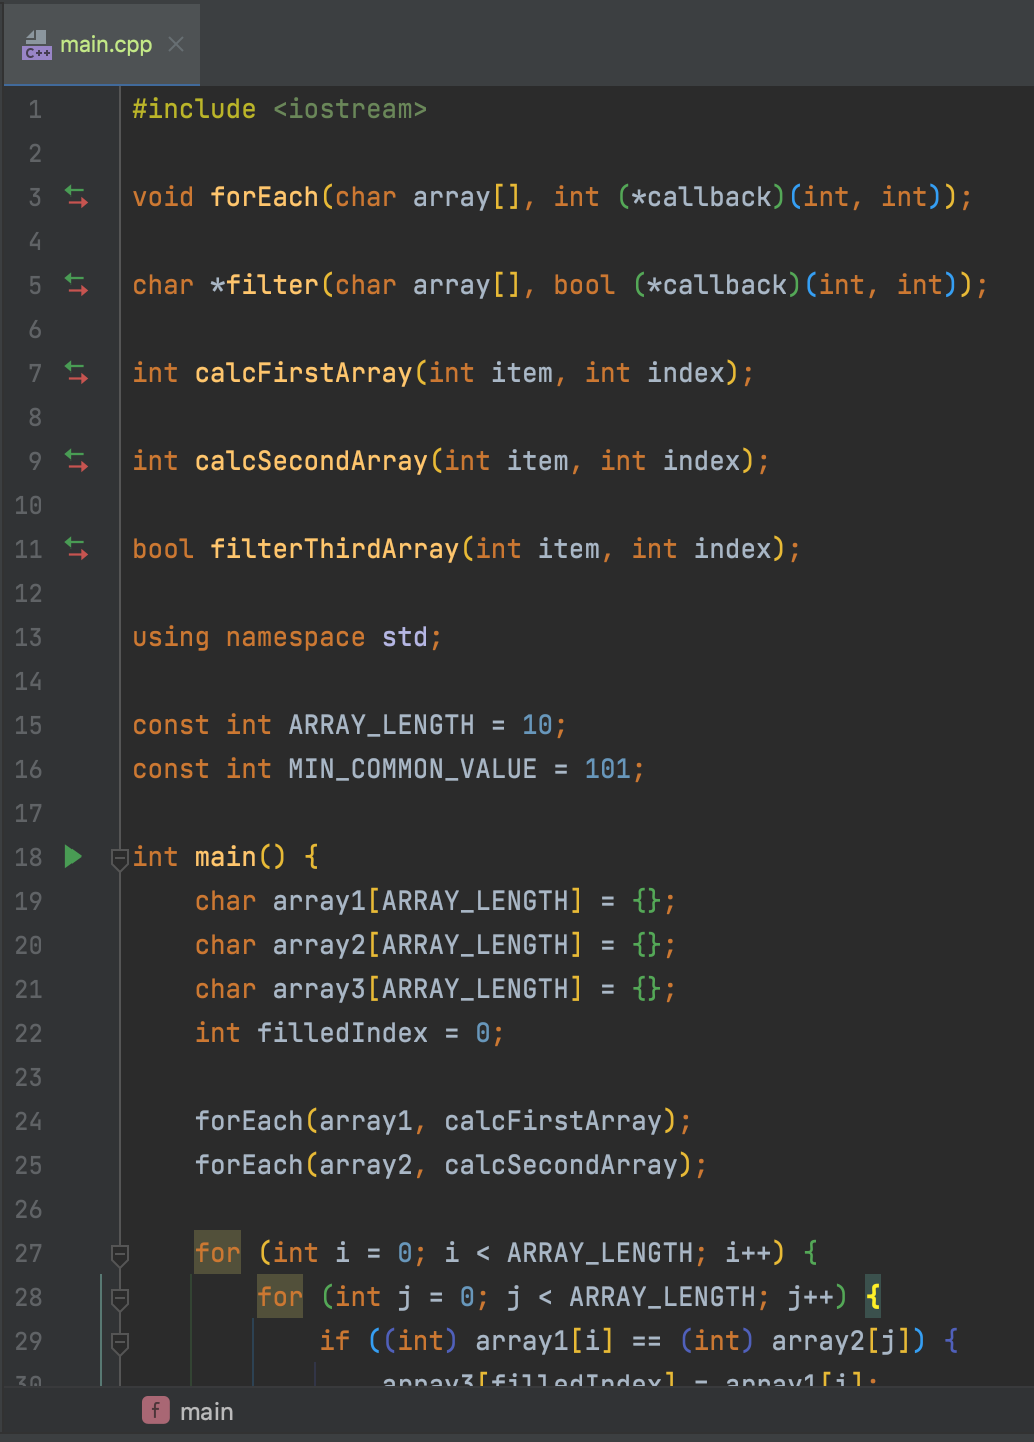 C++ main.cpp
1 #include <iostream>
2
3 void forEach(char array[], int (*callback)(int, int));
4
5 char *filter(char array[], bool (*callback)(int, int));
6
7 int calcFirstArray(int item, int index);
8
9 int calcSecondArray(int item, int index);
10
11 bool filterThirdArray(int item, int index);
12
13 using namespace std;
14
15 const int ARRAY_LENGTH = 10;
16 const int MIN_COMMON_VALUE = 101;
17
18 int main() {
19     char array1[ARRAY_LENGTH] = {};
20     char array2[ARRAY_LENGTH] = {};
21     char array3[ARRAY_LENGTH] = {};
22     int filledIndex = 0;
23
24     forEach(array1, calcFirstArray);
25     forEach(array2, calcSecondArray);
26
27     for (int i = 0; i < ARRAY_LENGTH; i++) {
28         for (int j = 0; j < ARRAY_LENGTH; j++) {
29             if ((int) array1[i] == (int) array2[j]) {
30                 array3[filledIndex] = array1[i];
f main